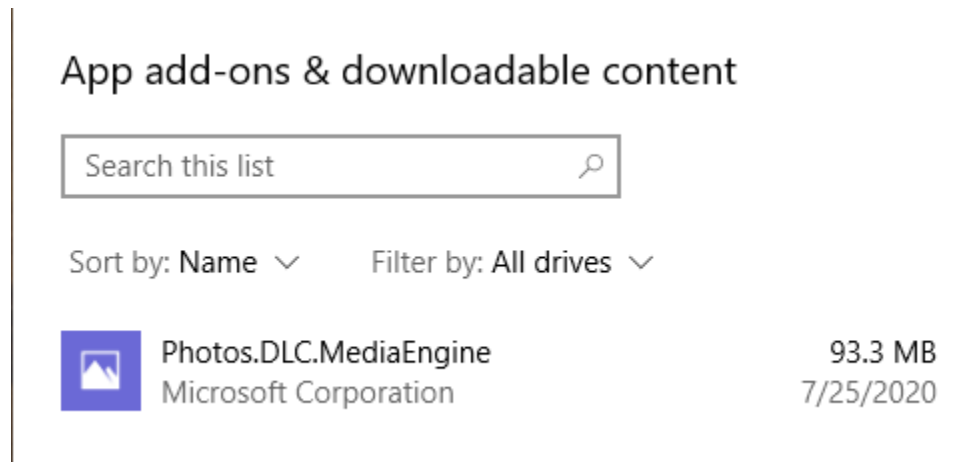 App add-ons & downloadable content
Search this list
Sort by: Name Filter by: All drives
Photos.DLC.MediaEngine 93.3 MB
Microsoft Corporation 7/25/2020